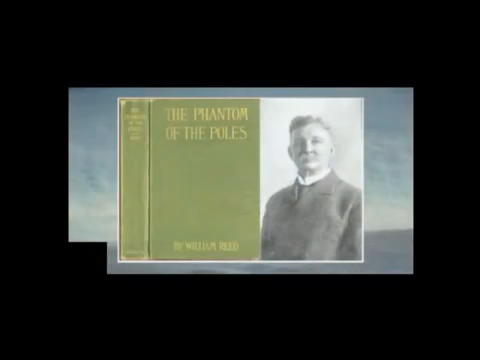 THE PHANTOM
OF THE POLES
BY WILLIAM REED